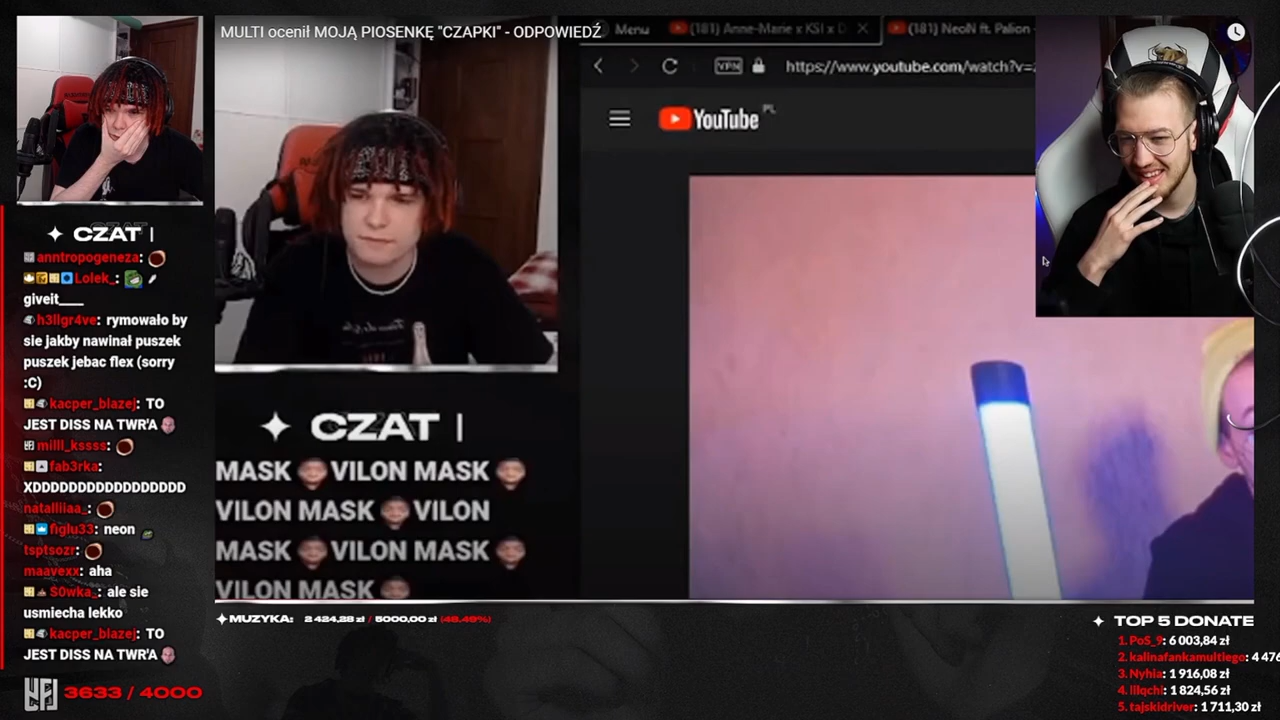 MULTI ocenił MOJĄ PIOSENKĘ "CZAPKI" - ODPOWIEDŹ
Menu
(181) Anne-Marie x KSI x D
(181) NeoN ft. Palion
VPN
https://www.youtube.com/watch?v=
YouTube PL
CZAT |
anntropogeneza:
Lolek_:
giveit___
h3llgr4ve: rymowało by
sie jakby nawinał puszek
puszek jebac flex (sorry
:C)
kacper_blazej: TO
JEST DISS NA TWR'A
milll_kssss:
fab3rka:
XDDDDDDDDDDDDDDDDD
natalliiaa_:
figlu33: neon
tsptsozr:
maavexx: aha
S0wka_: ale sie
usmiecha lekko
kacper_blazej: TO
JEST DISS NA TWR'A
3633 / 4000
CZAT |
MASK VILON MASK
VILON MASK VILON
MASK VILON MASK
VILON MASK
MUZYKA: 2 424,28 zł / 5000,00 zł (48.49%)
TOP 5 DONATE
1. PoS_9: 6 003,84 zł
2. kalinafankamultiego: 4 476
3. Nyhia: 1 916,08 zł
4. lilqchi: 1 824,56 zł
5. tajskidriver: 1 711,30 zł